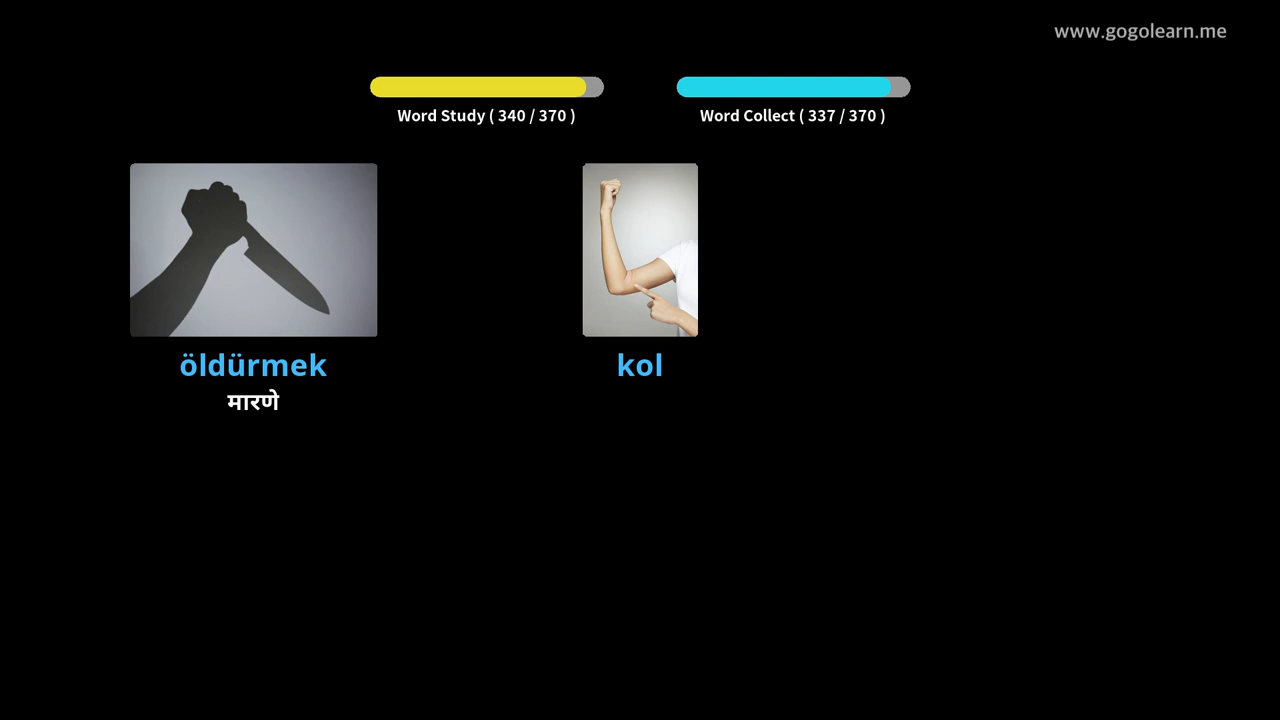 www.gogolearn.me
Word Study ( 340 / 370 )
Word Collect ( 337 / 370 )
öldürmek
kol
मारणे